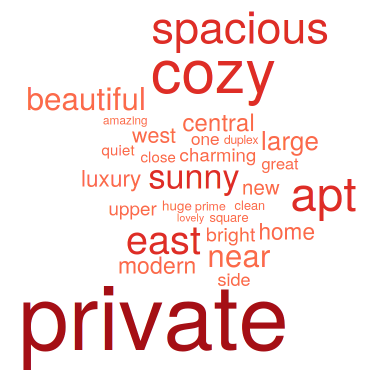 spacious
cozy
beautiful
amazing
central
west
one duplex
large
quiet
close charming
great
luxury
sunny
new
apt
upper
huge prime clean
lovely square
east
bright
home
modern
near
side
private